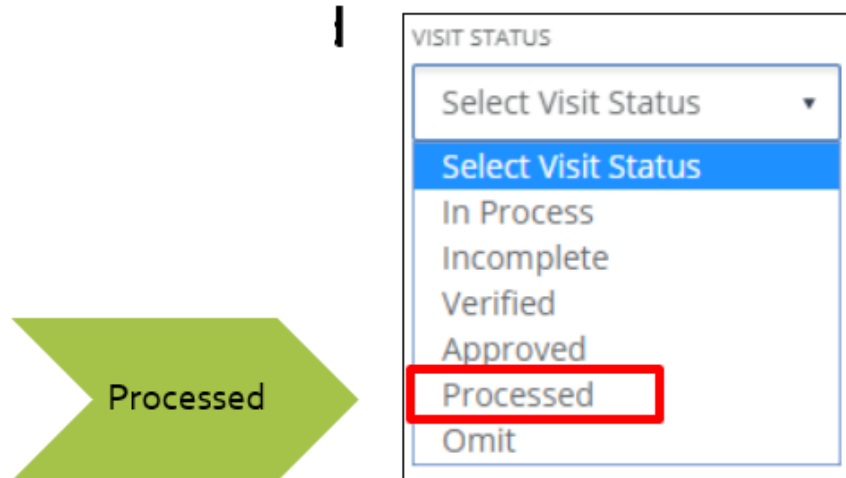 VISIT STATUS
Select Visit Status
Select Visit Status
In Process
Incomplete
Verified
Approved
Processed
Processed
Omit